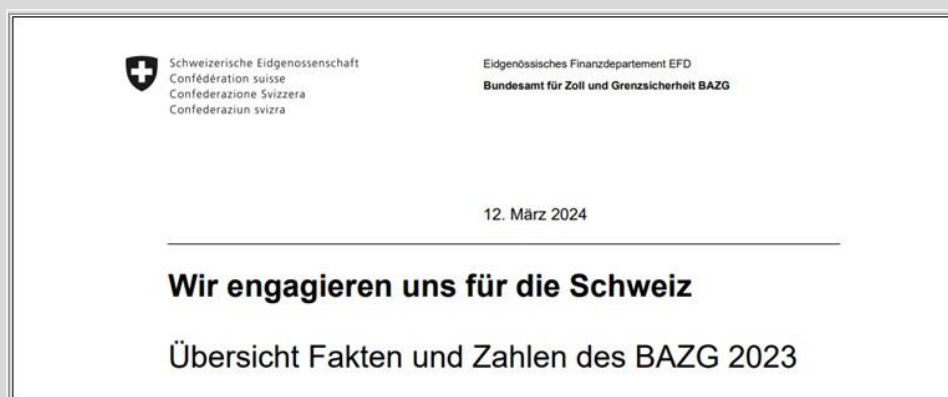 Schweizerische Eidgenossenschaft
Confédération suisse
Confederazione Svizzera
Confederaziun svizra
Eidgenössisches Finanzdepartement EFD
Bundesamt für Zoll und Grenzsicherheit BAZG
12. März 2024
Wir engagieren uns für die Schweiz
Übersicht Fakten und Zahlen des BAZG 2023